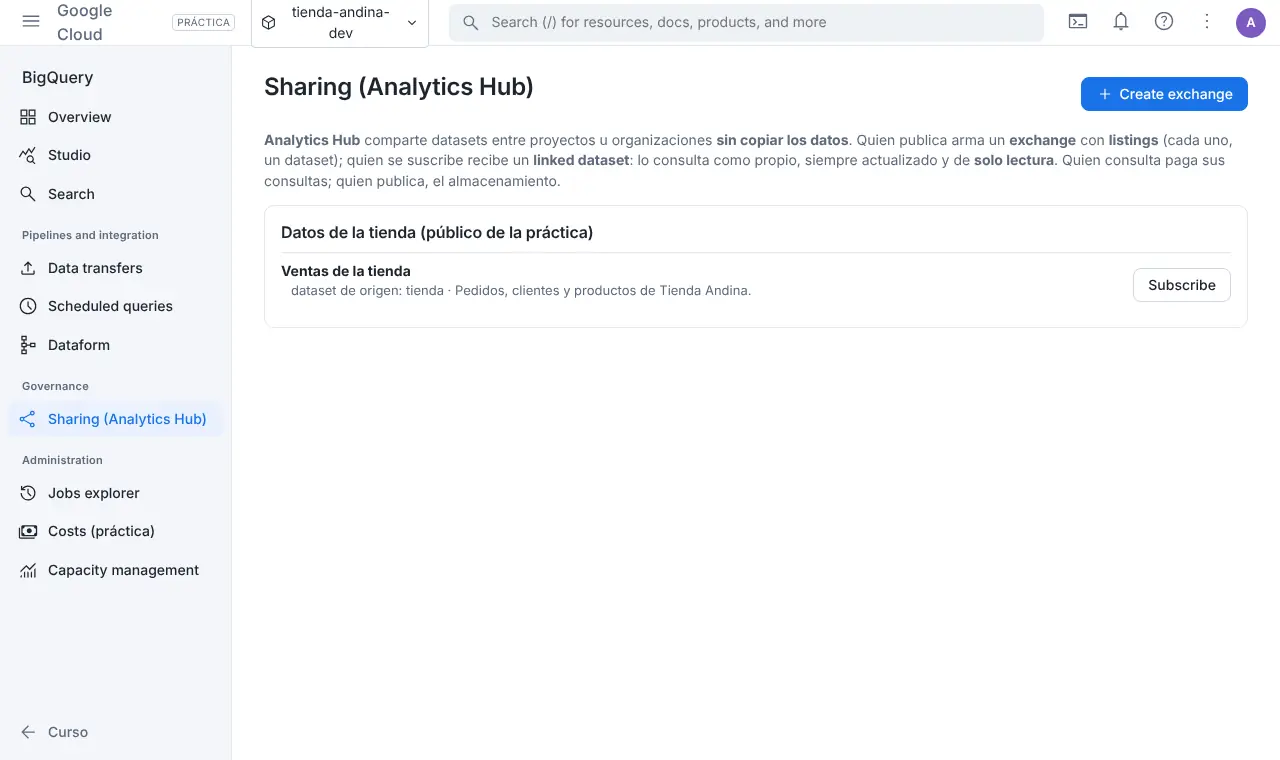 Google
Cloud
PRÁCTICA
tienda-andina-
dev
Search (/) for resources, docs, products, and more
A
BigQuery
Overview
Studio
Search
Pipelines and integration
Data transfers
Scheduled queries
Dataform
Governance
Sharing (Analytics Hub)
Administration
Jobs explorer
Costs (práctica)
Capacity management
Curso
Sharing (Analytics Hub)
Create exchange
Analytics Hub comparte datasets entre proyectos u organizaciones sin copiar los datos. Quien publica arma un exchange con listings (cada uno,
un dataset); quien se suscribe recibe un linked dataset: lo consulta como propio, siempre actualizado y de solo lectura. Quien consulta paga sus
consultas; quien publica, el almacenamiento.
Datos de la tienda (público de la práctica)
Ventas de la tienda
dataset de origen: tienda · Pedidos, clientes y productos de Tienda Andina.
Subscribe